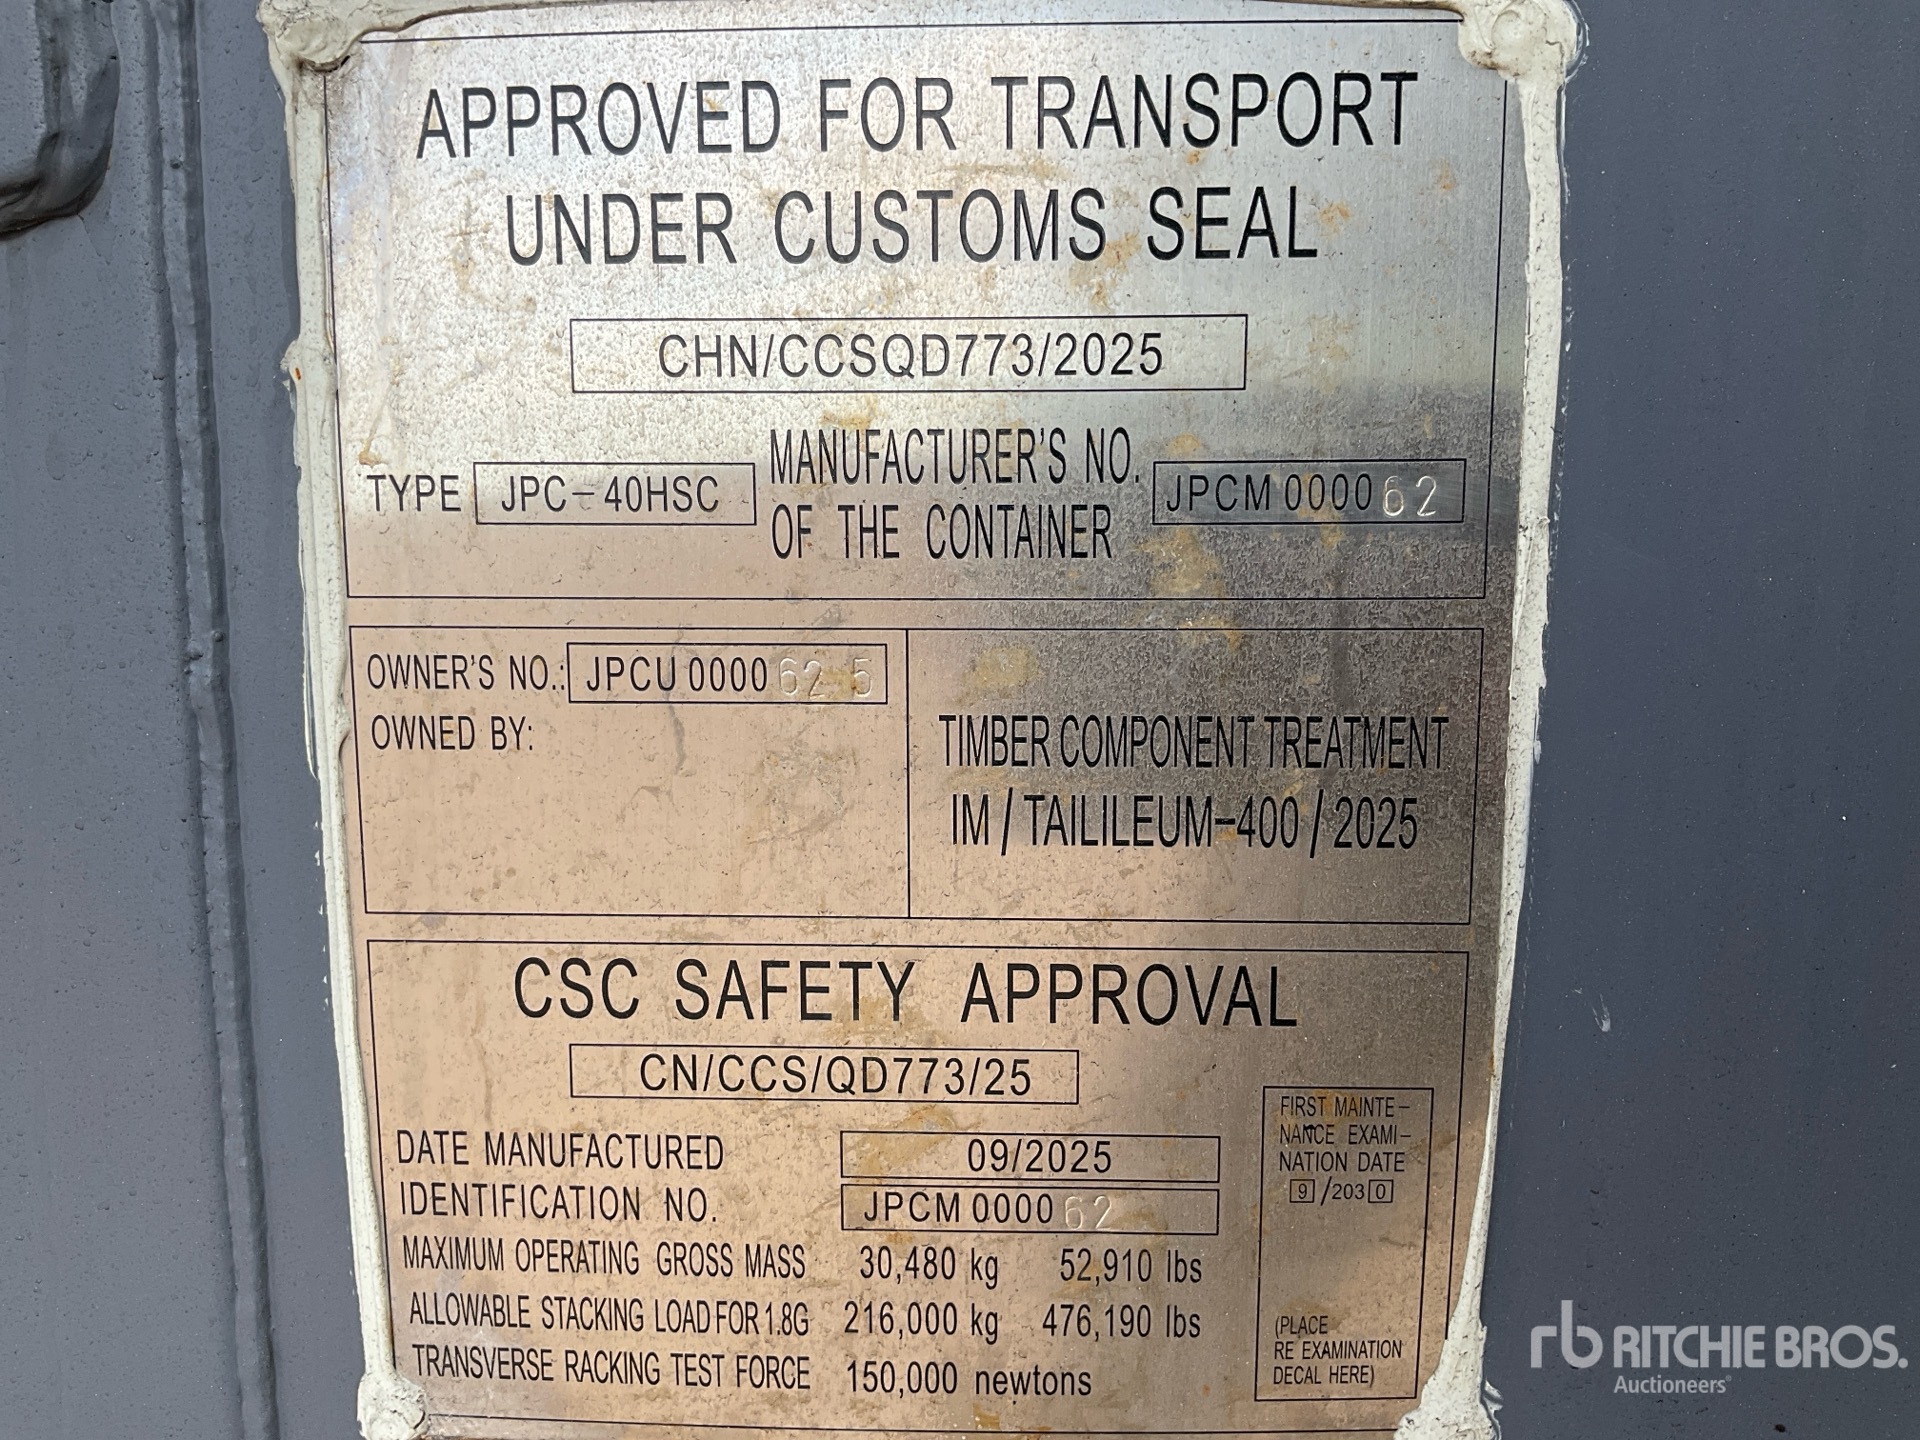 APPROVED FOR TRANSPORT
UNDER CUSTOMS SEAL
CHN/CCSQD773/2025
TYPE JPC-40HSC MANUFACTURER'S NO. OF THE CONTAINER JPCM 000062
OWNER'S NO.: JPCU 000062 5
OWNED BY:
TIMBER COMPONENT TREATMENT
IM/TAILILEUM-400/2025
CSC SAFETY APPROVAL
CN/CCS/QD773/25
DATE MANUFACTURED 09/2025
IDENTIFICATION NO. JPCM 000062
MAXIMUM OPERATING GROSS MASS 30,480 kg 52,910 lbs
ALLOWABLE STACKING LOAD FOR 1.8G 216,000 kg 476,190 lbs
TRANSVERSE RACKING TEST FORCE 150,000 newtons
FIRST MAINTE-
NANCE EXAMI-
NATION DATE
9/2030
(PLACE
RE EXAMINATION
DECAL HERE)
rb RITCHIE BROS.
Auctioneers